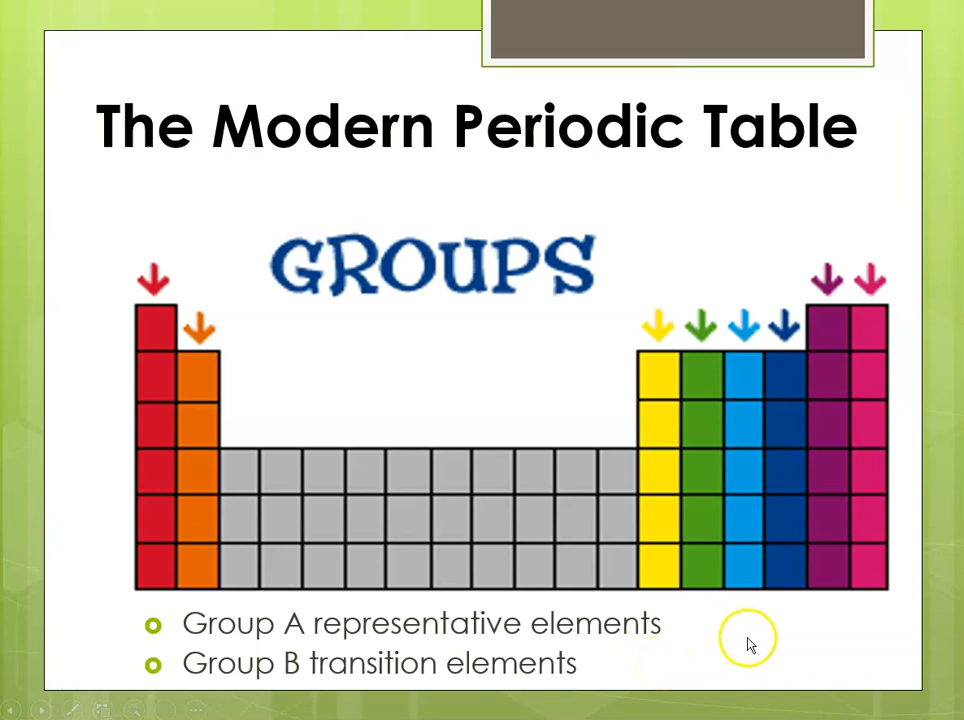 The Modern Periodic Table
GROUPS
Group A representative elements
Group B transition elements